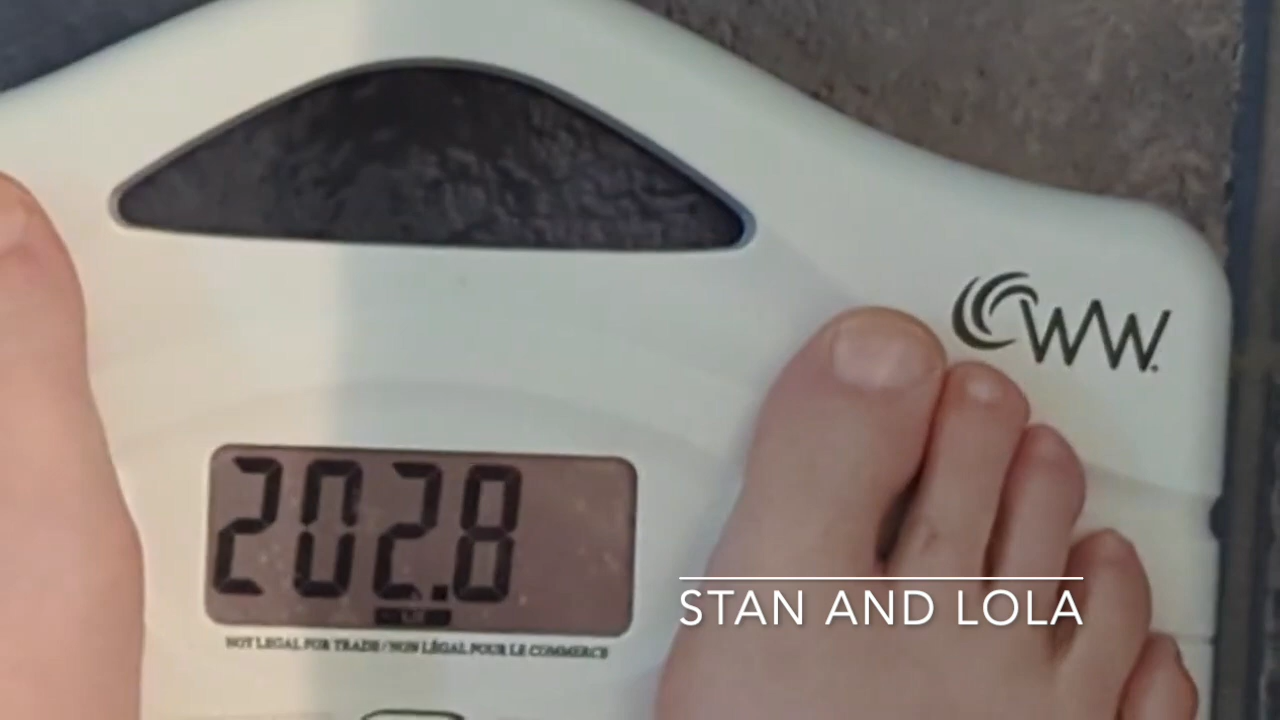 WW
202.8
LB
NOT LEGAL FOR TRADE / NON LÉGAL POUR LE COMMERCE
STAN AND LOLA